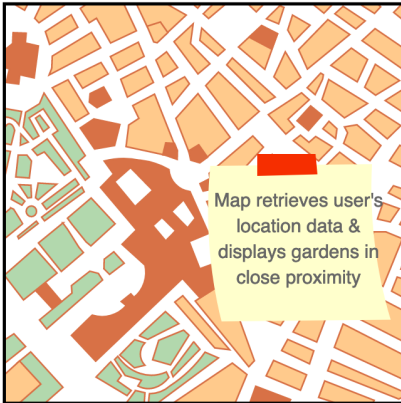 Map retrieves user's
location data &
displays gardens in
close proximity